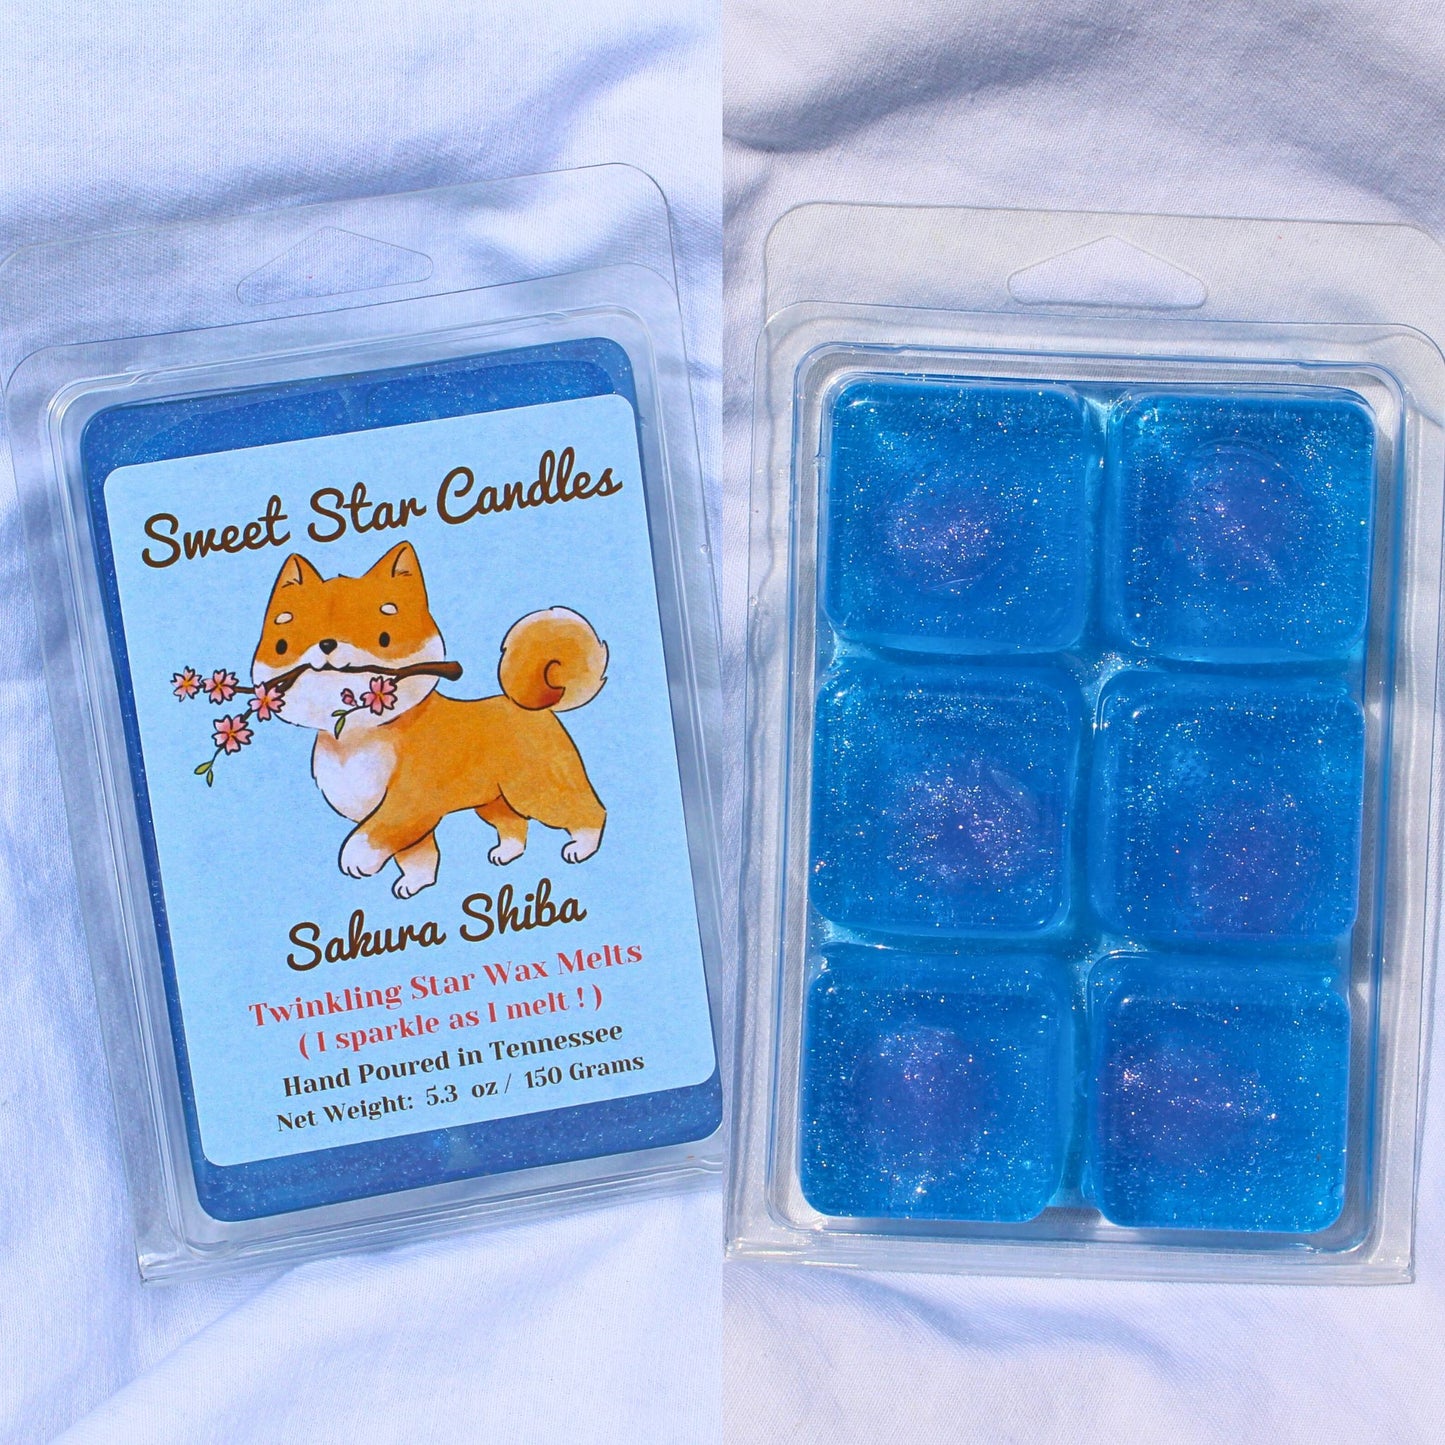 Sweet Star Candles
Sakura Shiba
Twinkling Star Wax Melts
( I sparkle as I melt ! )
Hand Poured in Tennessee
Net Weight: 5.3 oz / 150 Grams